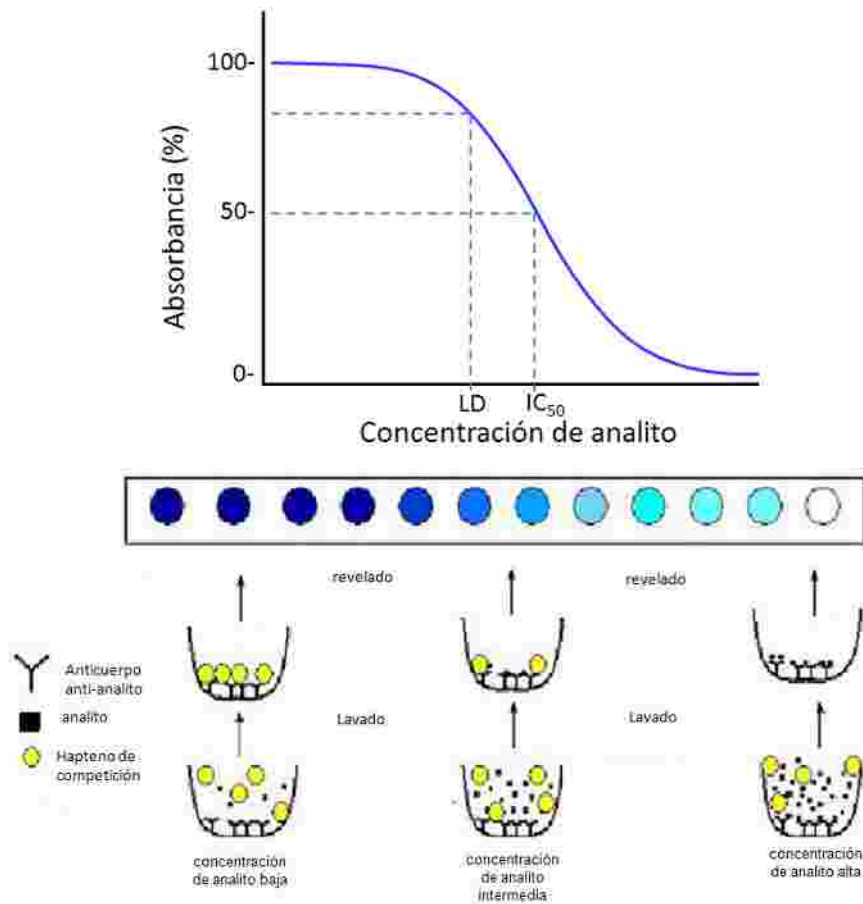 100-
Absorbancia (%)
50-
0-
LD
IC50
Concentración de analito
revelado
revelado
Anticuerpo
anti-analito
analito
Hapteno de
competición
Lavado
Lavado
concentración
de analito baja
concentración
de analito
intermedia
concentración
de analito alta